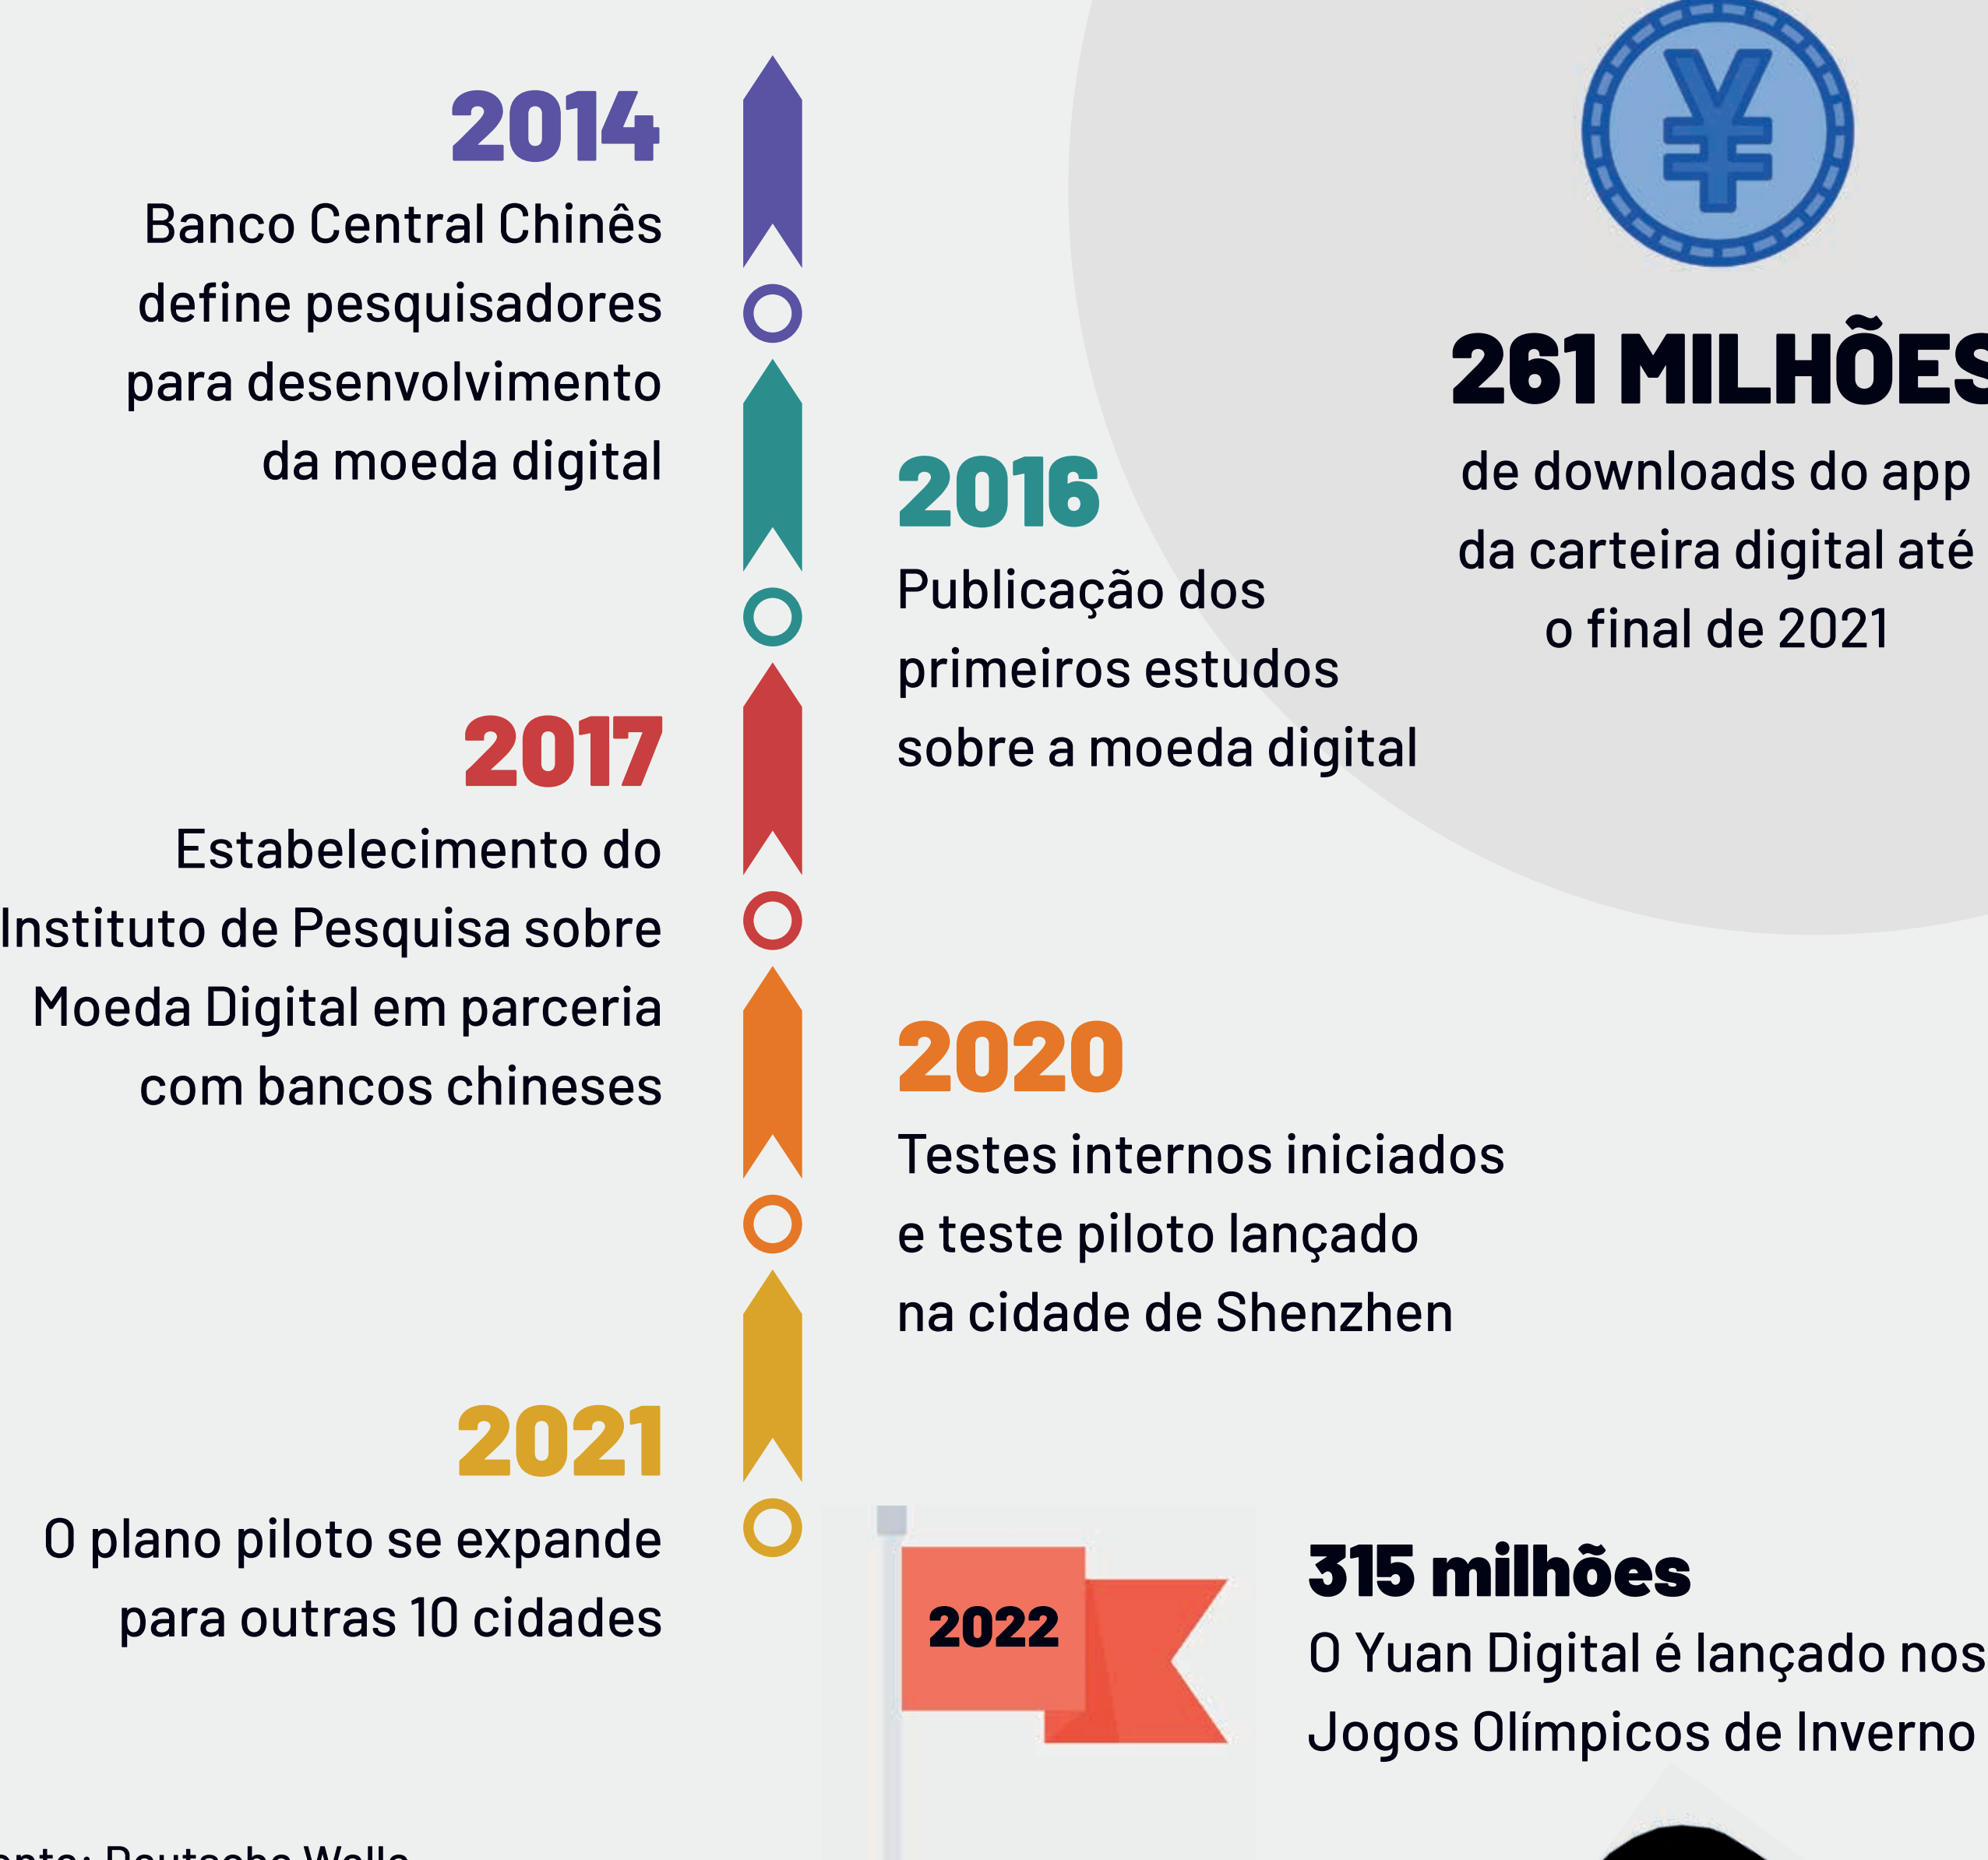 2014
Banco Central Chinês
define pesquisadores
para desenvolvimento
da moeda digital
¥
261 MILHÕES
de downloads do app
da carteira digital até
o final de 2021
2016
Publicação dos
primeiros estudos
sobre a moeda digital
2017
Estabelecimento do
Instituto de Pesquisa sobre
Moeda Digital em parceria
com bancos chineses
2020
Testes internos iniciados
e teste piloto lançado
na cidade de Shenzhen
2021
O plano piloto se expande
para outras 10 cidades
2022
315 milhões
O Yuan Digital é lançado nos
Jogos Olímpicos de Inverno
Deutsche Welle